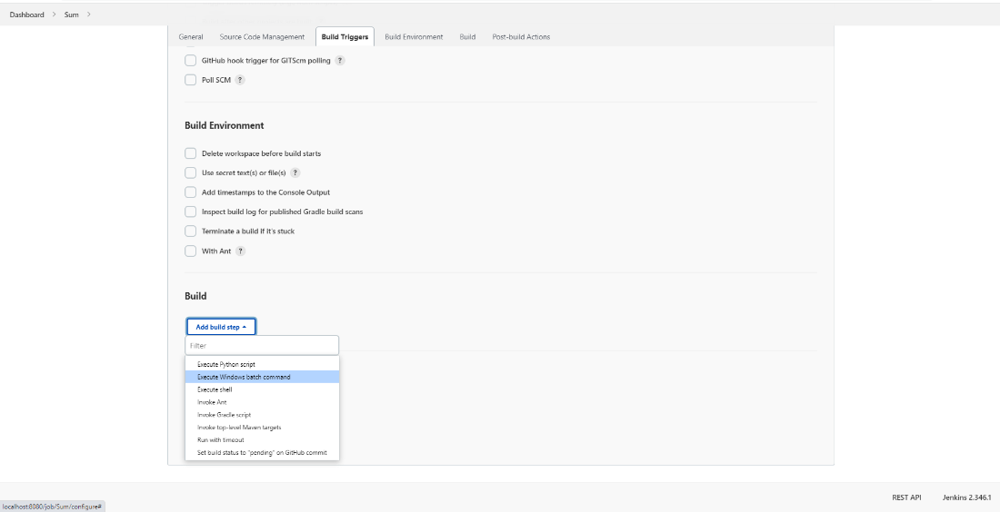 Dashboard > Sum >
General Source Code Management Build Triggers Build Environment Build Post-build Actions
GitHub hook trigger for GITScm polling ?
Poll SCM ?
Build Environment
Delete workspace before build starts
Use secret text(s) or file(s) ?
Add timestamps to the Console Output
Inspect build log for published Gradle build scans
Terminate a build if it's stuck
With Ant ?
Build
Add build step
Filter
Execute Python script
Execute Windows batch command
Execute shell
Invoke Ant
Invoke Gradle script
Invoke top-level Maven targets
Run with timeout
Set build status to "pending" on GitHub commit
REST API Jenkins 2.346.1
localhost:8080/job/Sum/configure#